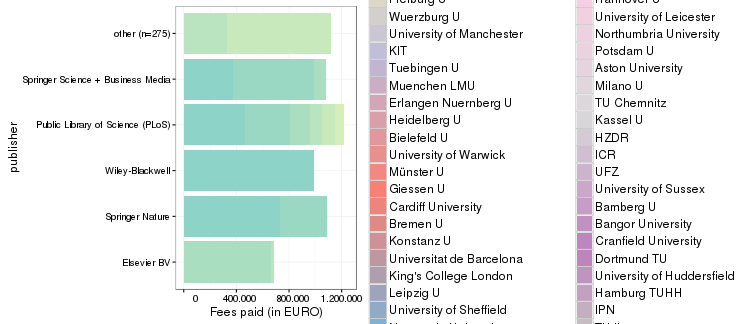 publisher
other (n=275)
Springer Science + Business Media
Public Library of Science (PLoS)
Wiley-Blackwell
Springer Nature
Elsevier BV
0 400.000 800.000 1.200.000
Fees paid (in EURO)
Freiburg U
Wuerzburg U
University of Manchester
KIT
Tuebingen U
Muenchen LMU
Erlangen Nuernberg U
Heidelberg U
Bielefeld U
University of Warwick
Münster U
Giessen U
Cardiff University
Bremen U
Konstanz U
Universitat de Barcelona
King's College London
Leipzig U
University of Sheffield
Hannover U
University of Leicester
Northumbria University
Potsdam U
Aston University
Milano U
TU Chemnitz
Kassel U
HZDR
ICR
UFZ
University of Sussex
Bamberg U
Bangor University
Cranfield University
Dortmund TU
University of Huddersfield
Hamburg TUHH
IPN